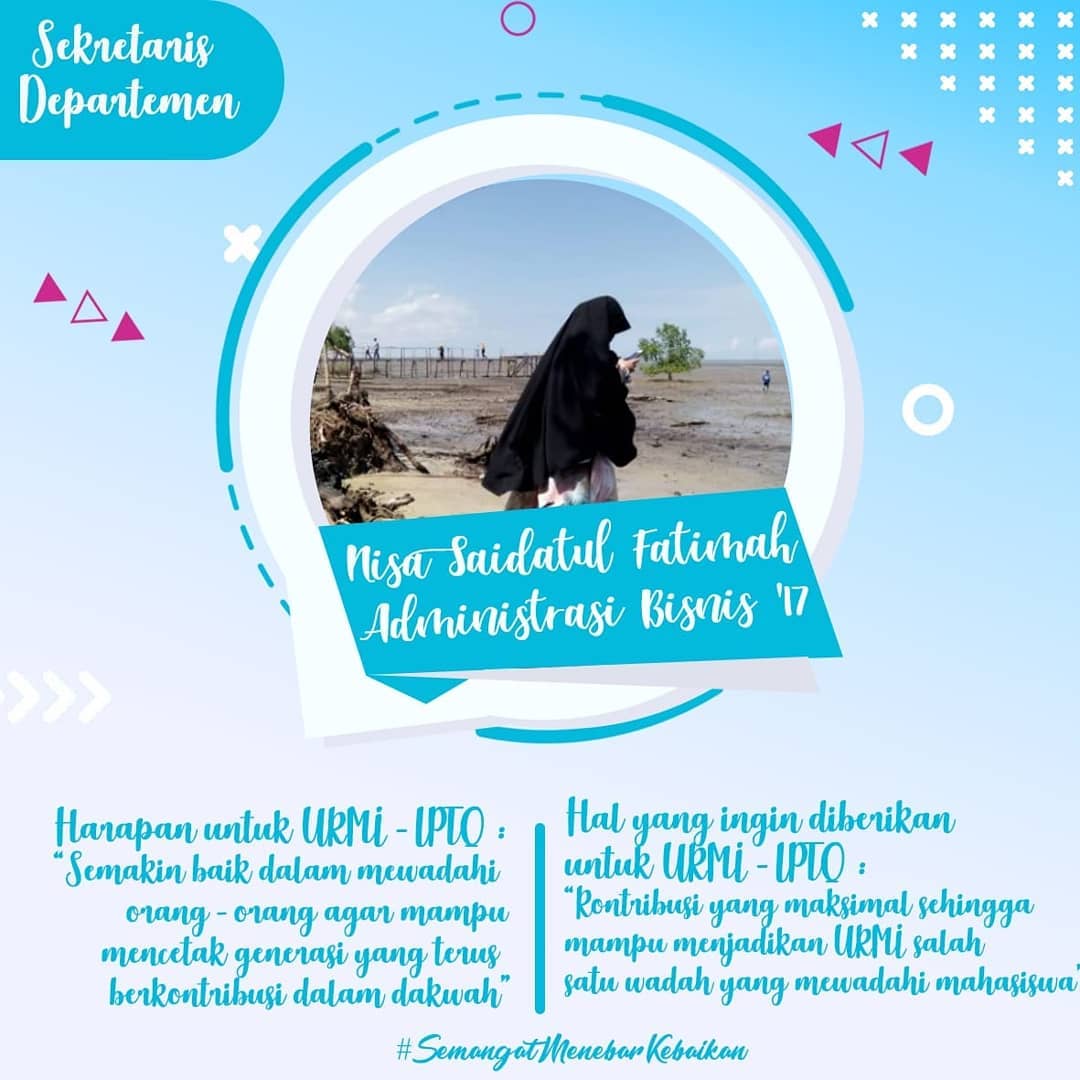 Sekretaris
Departemen
Nisa Saidatul Fatimah
Administrasi Bisnis '17
Harapan untuk URMI - LPTQ :
"Semakin baik dalam mewadahi
orang - orang agar mampu
mencetak generasi yang terus
berkontribusi dalam dakwah"
Hal yang ingin diberikan
untuk URMI - LPTQ :
"Kontribusi yang maksimal sehingga
mampu menjadikan URMI salah
satu wadah yang mewadahi mahasiswa"
#SemangatMenebarKebaikan